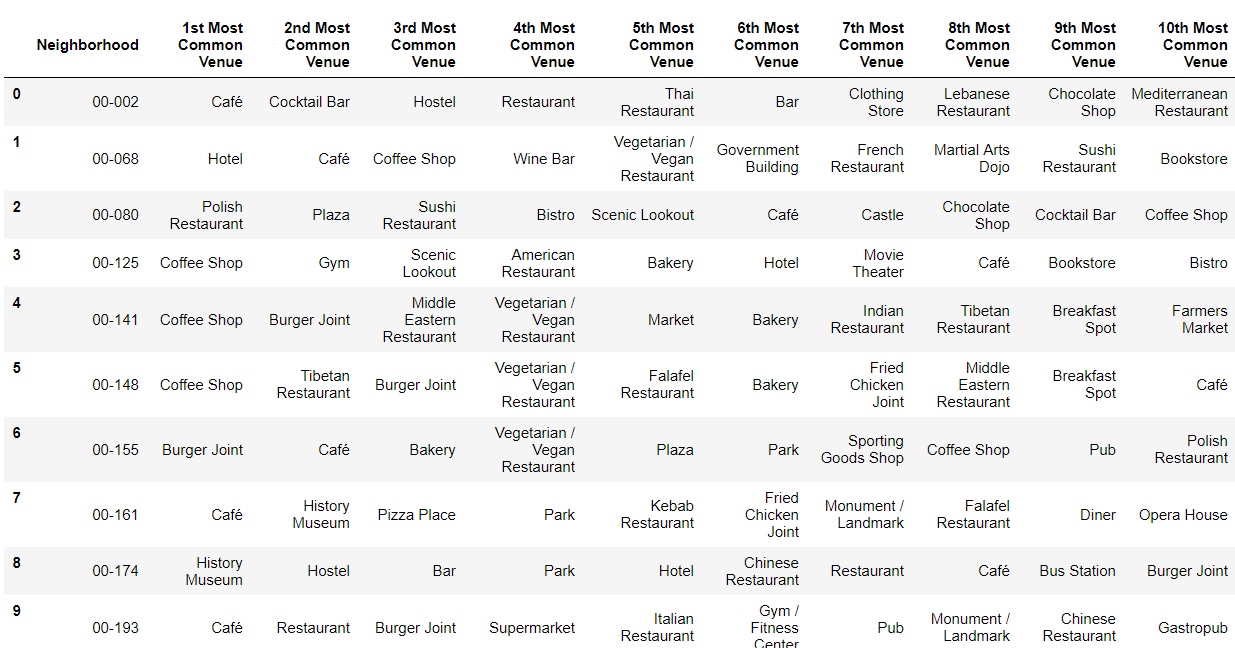 Neighborhood 1st Most Common Venue 2nd Most Common Venue 3rd Most Common Venue 4th Most Common Venue 5th Most Common Venue 6th Most Common Venue 7th Most Common Venue 8th Most Common Venue 9th Most Common Venue 10th Most Common Venue
0 00-002 Café Cocktail Bar Hostel Restaurant Thai Restaurant Bar Clothing Store Lebanese Restaurant Chocolate Shop Mediterranean Restaurant
1 00-068 Hotel Café Coffee Shop Wine Bar Vegetarian / Vegan Restaurant Government Building French Restaurant Martial Arts Dojo Sushi Restaurant Bookstore
2 00-080 Polish Restaurant Plaza Sushi Restaurant Bistro Scenic Lookout Café Castle Chocolate Shop Cocktail Bar Coffee Shop
3 00-125 Coffee Shop Gym Scenic Lookout American Restaurant Bakery Hotel Movie Theater Café Bookstore Bistro
4 00-141 Coffee Shop Burger Joint Middle Eastern Restaurant Vegetarian / Vegan Restaurant Market Bakery Indian Restaurant Tibetan Restaurant Breakfast Spot Farmers Market
5 00-148 Coffee Shop Tibetan Restaurant Burger Joint Vegetarian / Vegan Restaurant Falafel Restaurant Bakery Fried Chicken Joint Middle Eastern Restaurant Breakfast Spot Café
6 00-155 Burger Joint Café Bakery Vegetarian / Vegan Restaurant Plaza Park Sporting Goods Shop Coffee Shop Pub Polish Restaurant
7 00-161 Café History Museum Pizza Place Park Kebab Restaurant Fried Chicken Joint Monument / Landmark Falafel Restaurant Diner Opera House
8 00-174 History Museum Hostel Bar Park Hotel Chinese Restaurant Restaurant Café Bus Station Burger Joint
9 00-193 Café Restaurant Burger Joint Supermarket Italian Restaurant Gym / Fitness Center Pub Monument / Landmark Chinese Restaurant Gastropub